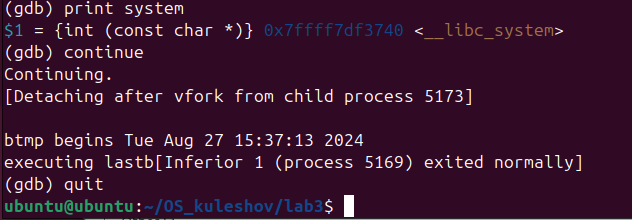 (gdb) print system
$1 = {int (const char *)} 0x7ffff7df3740 <__libc_system>
(gdb) continue
Continuing.
[Detaching after vfork from child process 5173]

btmp begins Tue Aug 27 15:37:13 2024
executing lastb[Inferior 1 (process 5169) exited normally]
(gdb) quit
ubuntu@ubuntu:~/OS_kuleshov/lab3$